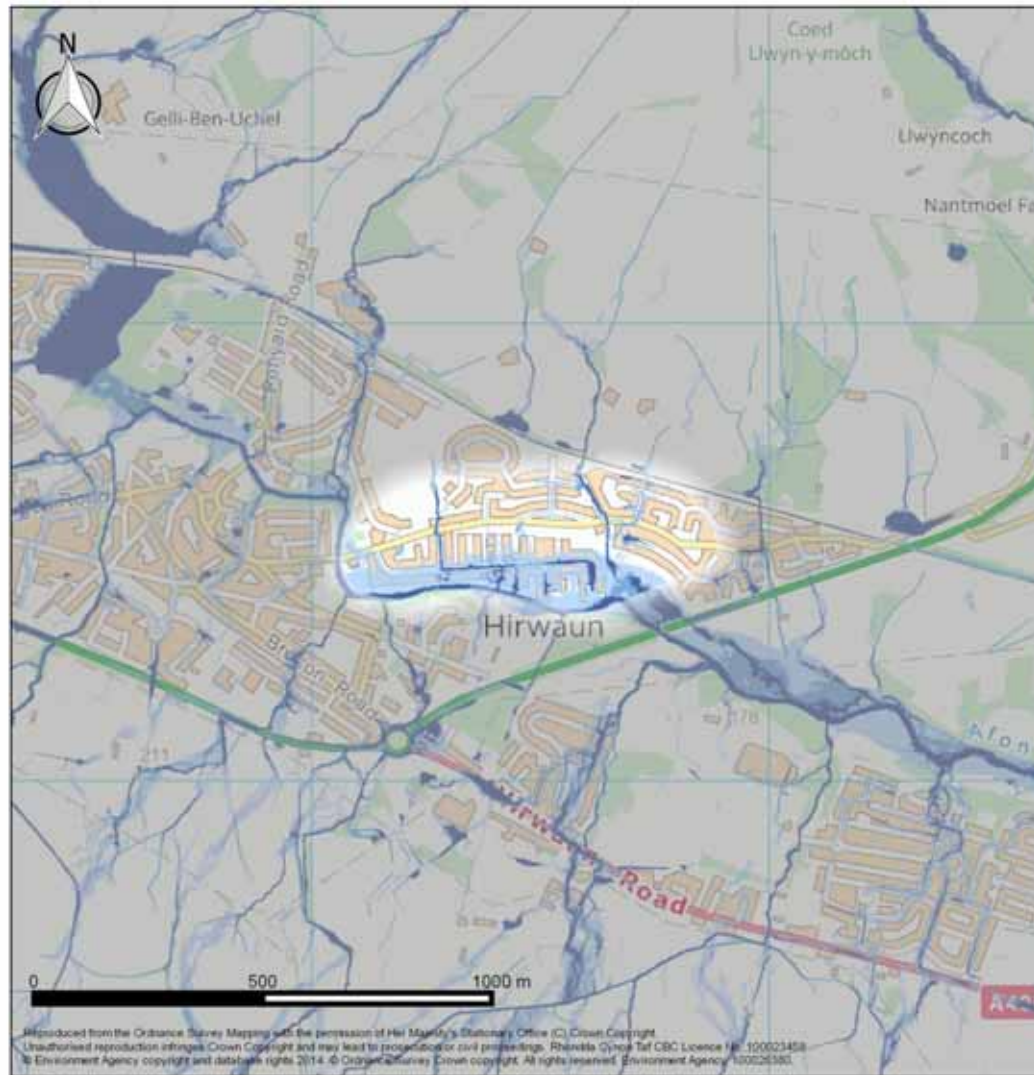 Coed
Llwyn-y-môch
N
Gelli-Ben-Uchel
Llwyncoch
Nantmoel Fa
Penyard Road
Hirwaun
Brecon Road
211
178
Afon
Hirwaun Road
0 500 1000 m
Reproduced from the Ordnance Survey Mapping with the permission of Her Majesty's Stationary Office (C) Crown Copyright.
Unauthorised reproduction infringes Crown Copyright and may lead to prosecution or civil proceedings. Rhondda Cynon Taf CBC Licence No. 100023458
© Environment Agency copyright and database rights 2014. © Ordnance Survey Crown copyright. All rights reserved. Environment Agency, 100026380.